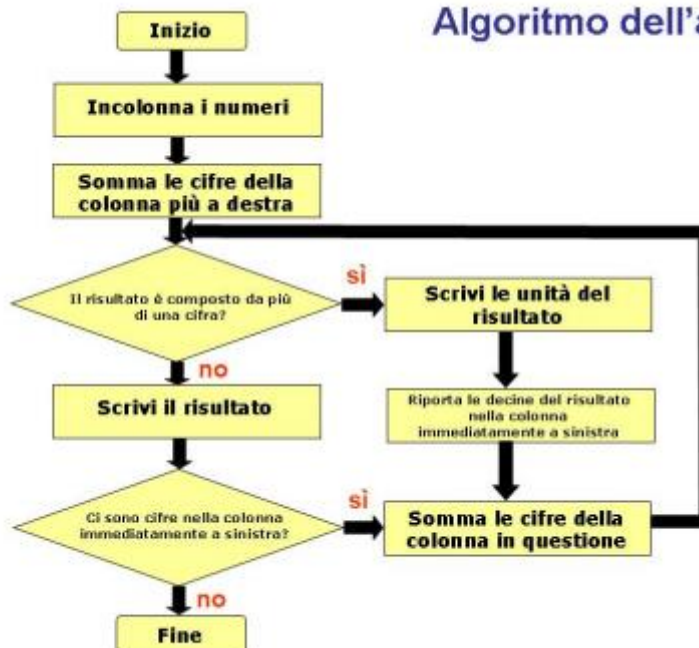 Algoritmo dell'a
Inizio
Incolonna i numeri
Somma le cifre della
colonna più a destra
Il risultato è composto da più
di una cifra?
sì
Scrivi le unità del
risultato
no
Riporta le decine del risultato
nella colonna
immediatamente a sinistra
Scrivi il risultato
Ci sono cifre nella colonna
immediatamente a sinistra?
sì
Somma le cifre della
colonna in questione
no
Fine